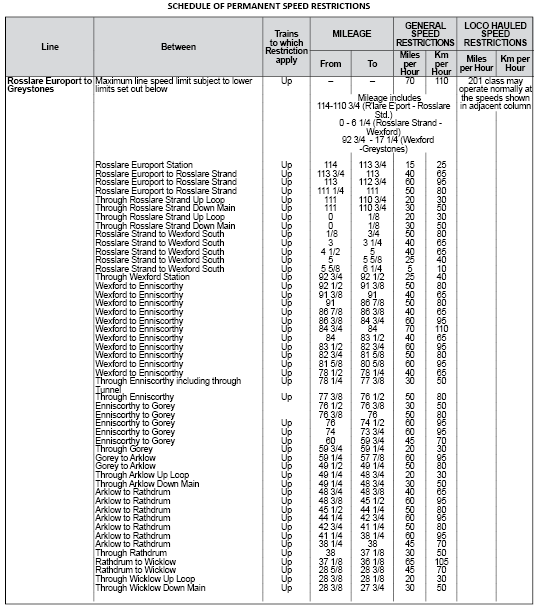 SCHEDULE OF PERMANENT SPEED RESTRICTIONS
Line Between Trains to which Restriction apply MILEAGE GENERAL SPEED RESTRICTIONS LOCO HAULED SPEED RESTRICTIONS
From To Miles per Hour Km per Hour Miles per Hour Km per Hour
Rosslare Europort to Greystones Maximum line speed limit subject to lower limits set out below Up – – 70 110 201 class may operate normally at the speeds shown in adjacent column
Mileage includes
114-110 3/4 (R'lare E'port - Rosslare Std.)
0 - 6 1/4 (Rosslare Strand - Wexford)
92 3/4 - 17 1/4 (Wexford -Greystones)
Rosslare Europort Station Up 114 113 3/4 15 25
Rosslare Europort to Rosslare Strand Up 113 3/4 113 40 65
Rosslare Europort to Rosslare Strand Up 113 112 3/4 60 95
Rosslare Europort to Rosslare Strand Up 111 1/4 111 50 80
Through Rosslare Strand Up Loop Up 111 110 3/4 20 30
Through Rosslare Strand Down Main Up 111 110 3/4 30 50
Through Rosslare Strand Up Loop Up 0 1/8 20 30
Through Rosslare Strand Down Main Up 0 1/8 30 50
Rosslare Strand to Wexford South Up 1/8 3/4 50 80
Rosslare Strand to Wexford South Up 3 3 1/4 40 65
Rosslare Strand to Wexford South Up 4 1/2 5 40 65
Rosslare Strand to Wexford South Up 5 5 5/8 25 40
Rosslare Strand to Wexford South Up 5 5/8 6 1/4 5 10
Through Wexford Station Up 92 3/4 92 1/2 25 40
Wexford to Enniscorthy Up 92 1/2 91 3/8 50 80
Wexford to Enniscorthy Up 91 3/8 91 40 65
Wexford to Enniscorthy Up 91 86 7/8 50 80
Wexford to Enniscorthy Up 86 7/8 86 3/8 40 65
Wexford to Enniscorthy Up 86 3/8 84 3/4 60 95
Wexford to Enniscorthy Up 84 3/4 84 70 110
Wexford to Enniscorthy Up 84 83 1/2 40 65
Wexford to Enniscorthy Up 83 1/2 82 3/4 60 95
Wexford to Enniscorthy Up 82 3/4 81 5/8 50 80
Wexford to Enniscorthy Up 81 5/8 80 5/8 60 95
Wexford to Enniscorthy Up 78 1/2 78 1/4 40 65
Through Enniscorthy including through Tunnel Up 78 1/4 77 3/8 30 50
Through Enniscorthy Up 77 3/8 76 1/2 50 80
Enniscorthy to Gorey 76 1/2 76 3/8 30 50
Enniscorthy to Gorey 76 3/8 76 50 80
Enniscorthy to Gorey Up 76 74 1/2 60 95
Enniscorthy to Gorey Up 74 73 3/4 60 95
Enniscorthy to Gorey Up 60 59 3/4 45 70
Through Gorey Up 59 3/4 59 1/4 20 30
Gorey to Arklow Up 59 1/4 57 7/8 60 95
Gorey to Arklow Up 49 1/2 49 1/4 50 80
Through Arklow Up Loop Up 49 1/4 48 3/4 20 30
Through Arklow Down Main Up 49 1/4 48 3/4 30 50
Arklow to Rathdrum Up 48 3/4 48 3/8 40 65
Arklow to Rathdrum Up 48 3/8 45 1/2 60 95
Arklow to Rathdrum Up 45 1/2 44 1/4 50 80
Arklow to Rathdrum Up 44 1/4 42 3/4 60 95
Arklow to Rathdrum Up 42 3/4 41 1/4 50 80
Arklow to Rathdrum Up 41 1/4 38 1/4 60 95
Arklow to Rathdrum Up 38 1/4 38 45 70
Through Rathdrum Up 38 37 1/8 30 50
Rathdrum to Wicklow Up 37 1/8 36 1/8 65 105
Rathdrum to Wicklow Up 28 5/8 28 3/8 45 70
Through Wicklow Up Loop Up 28 3/8 28 1/8 20 30
Through Wicklow Down Main Up 28 3/8 27 3/4 30 50